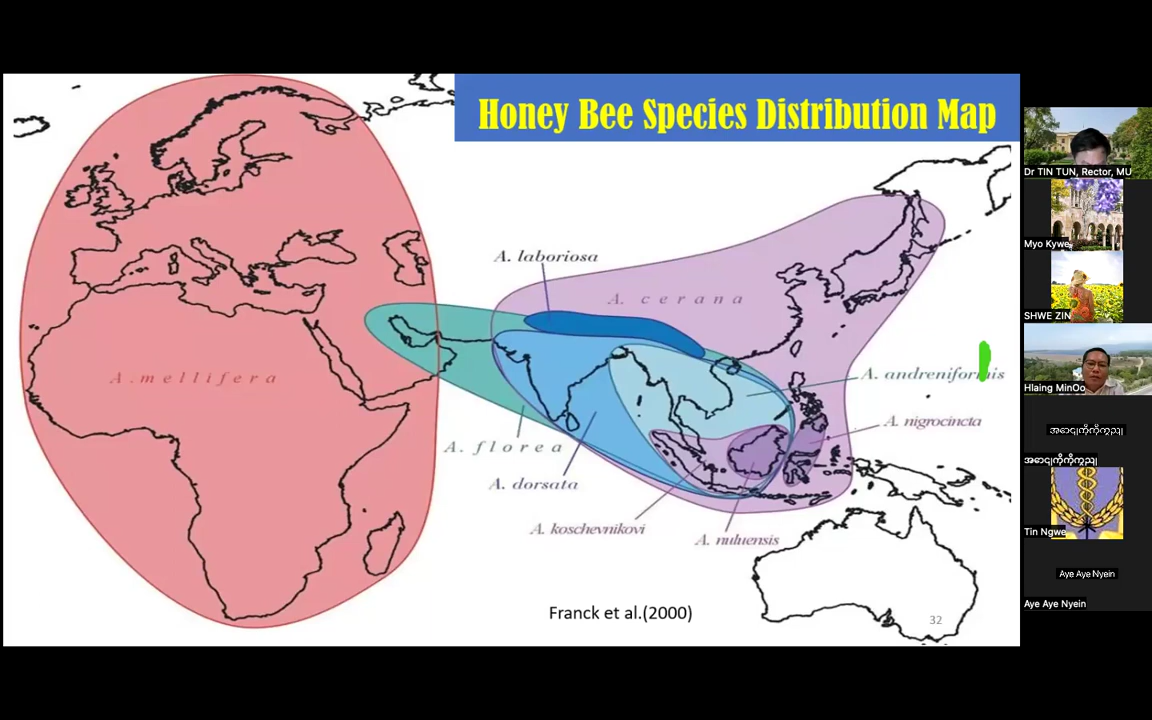 Honey Bee Species Distribution Map
A. laboriosa
A. cerana
A. mellifera
A. andreniformis
A. nigrocincta
A. florea
A. dorsata
A. koschevnikovi
A. nuluensis
Franck et al.(2000)
32
Dr TIN TUN, Rector, MU
Myo Kywe
SHWE ZIN
Hlaing MinOo
Tin Ngwe
Aye Aye Nyein
Aye Aye Nyein